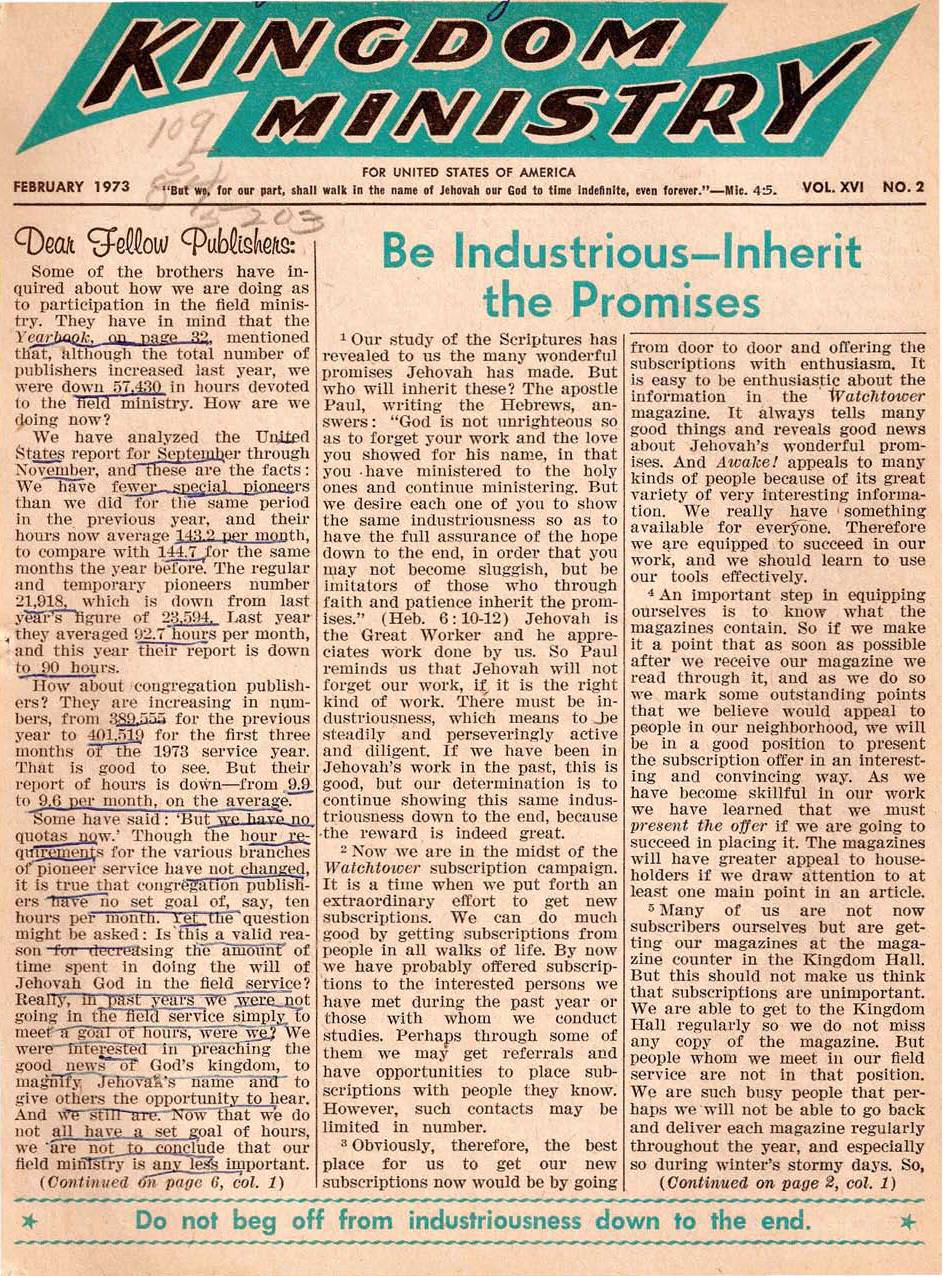 KINGDOM
MINISTRY
109
FOR UNITED STATES OF AMERICA
FEBRUARY 1973 "But we, for our part, shall walk in the name of Jehovah our God to time indefinite, even forever."—Mic. 4:5. VOL. XVI NO. 2
203
Dear Fellow Publishers:
Some of the brothers have in-
quired about how we are doing as
to participation in the field minis-
try. They have in mind that the
Yearbook, on page 32, mentioned
that, although the total number of
publishers increased last year, we
were down 57,430 in hours devoted
to the field ministry. How are we
doing now?
We have analyzed the United
States report for September through
November, and these are the facts:
We have fewer special pioneers
than we did for the same period
in the previous year, and their
hours now average 143.2 per month,
to compare with 144.7 for the same
months the year before. The regular
and temporary pioneers number
21,918, which is down from last
year's figure of 23,594. Last year
they averaged 92.7 hours per month,
and this year their report is down
to 90 hours.
How about congregation publish-
ers? They are increasing in num-
bers, from 389,555 for the previous
year to 401,519 for the first three
months of the 1973 service year.
That is good to see. But their
report of hours is down—from 9.9
to 9.6 per month, on the average.
Some have said: 'But we have no
quotas now.' Though the hour re-
quirements for the various branches
of pioneer service have not changed,
it is true that congregation publish-
ers have no set goal of, say, ten
hours per month. Yet the question
might be asked: Is this a valid rea-
son for decreasing the amount of
time spent in doing the will of
Jehovah God in the field service?
Really, in past years we were not
going in the field service simply to
meet a goal of hours, were we? We
were interested in preaching the
good news of God's kingdom, to
magnify Jehovah's name and to
give others the opportunity to hear.
And we still are. Now that we do
not all have a set goal of hours,
we are not to conclude that our
field ministry is any less important.
(Continued on page 6, col. 1)
Be Industrious—Inherit
the Promises
1 Our study of the Scriptures has
revealed to us the many wonderful
promises Jehovah has made. But
who will inherit these? The apostle
Paul, writing the Hebrews, an-
swers: "God is not unrighteous so
as to forget your work and the love
you showed for his name, in that
you have ministered to the holy
ones and continue ministering. But
we desire each one of you to show
the same industriousness so as to
have the full assurance of the hope
down to the end, in order that you
may not become sluggish, but be
imitators of those who through
faith and patience inherit the prom-
ises." (Heb. 6:10-12) Jehovah is
the Great Worker and he appre-
ciates work done by us. So Paul
reminds us that Jehovah will not
forget our work, if it is the right
kind of work. There must be in-
dustriousness, which means to be
steadily and perseveringly active
and diligent. If we have been in
Jehovah's work in the past, this is
good, but our determination is to
continue showing this same indus-
triousness down to the end, because
the reward is indeed great.
2 Now we are in the midst of the
Watchtower subscription campaign.
It is a time when we put forth an
extraordinary effort to get new
subscriptions. We can do much
good by getting subscriptions from
people in all walks of life. By now
we have probably offered subscrip-
tions to the interested persons we
have met during the past year or
those with whom we conduct
studies. Perhaps through some of
them we may get referrals and
have opportunities to place sub-
scriptions with people they know.
However, such contacts may be
limited in number.
3 Obviously, therefore, the best
place for us to get our new
subscriptions now would be by going
from door to door and offering the
subscriptions with enthusiasm. It
is easy to be enthusiastic about the
information in the Watchtower
magazine. It always tells many
good things and reveals good news
about Jehovah's wonderful prom-
ises. And Awake! appeals to many
kinds of people because of its great
variety of very interesting informa-
tion. We really have something
available for everyone. Therefore
we are equipped to succeed in our
work, and we should learn to use
our tools effectively.
4 An important step in equipping
ourselves is to know what the
magazines contain. So if we make
it a point that as soon as possible
after we receive our magazine we
read through it, and as we do so
we mark some outstanding points
that we believe would appeal to
people in our neighborhood, we will
be in a good position to present
the subscription offer in an interest-
ing and convincing way. As we
have become skillful in our work
we have learned that we must
present the offer if we are going to
succeed in placing it. The magazines
will have greater appeal to house-
holders if we draw attention to at
least one main point in an article.
5 Many of us are not now
subscribers ourselves but are get-
ting our magazines at the maga-
zine counter in the Kingdom Hall.
But this should not make us think
that subscriptions are unimportant.
We are able to get to the Kingdom
Hall regularly so we do not miss
any copy of the magazine. But
people whom we meet in our field
service are not in that position.
We are such busy people that per-
haps we will not be able to go back
and deliver each magazine regularly
throughout the year, and especially
so during winter's stormy days. So,
(Continued on page 2, col. 1)
Do not beg off from industriousness down to the end.